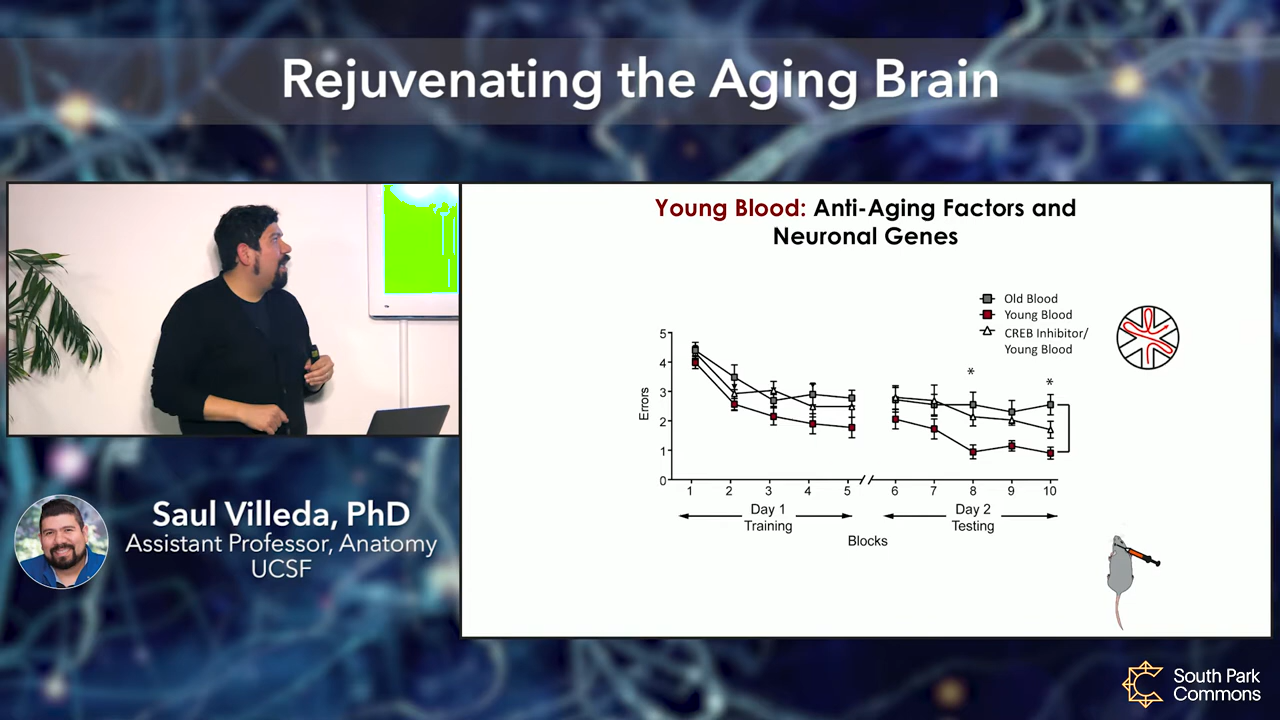 Rejuvenating the Aging Brain
Young Blood: Anti-Aging Factors and
Neuronal Genes
Old Blood
Young Blood
CREB Inhibitor/
Young Blood
Errors
5
4
3
2
1
0
* *
1 2 3 4 5 6 7 8 9 10
Day 1 Day 2
Training Testing
Blocks
Saul Villeda, PhD
Assistant Professor, Anatomy
UCSF
South Park
Commons